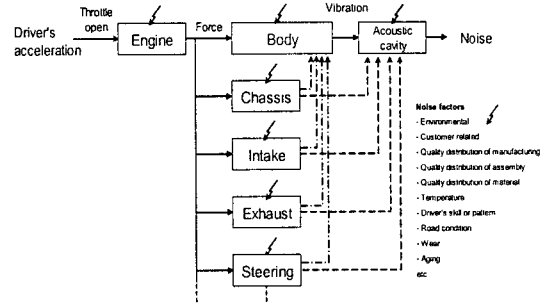 Vibration
Throttle
open
Force
Driver's
acceleration
Engine
Body
Acoustic
cavity
Noise
Chassis
Intake
Exhaust
Steering
Noise factors
- Environmental
- Customer related
- Quality distribution of manufacturing
- Quality distribution of assembly
- Quality distribution of material
- Temperature
- Driver's skill or pattern
- Road condition
- Wear
- Aging
etc